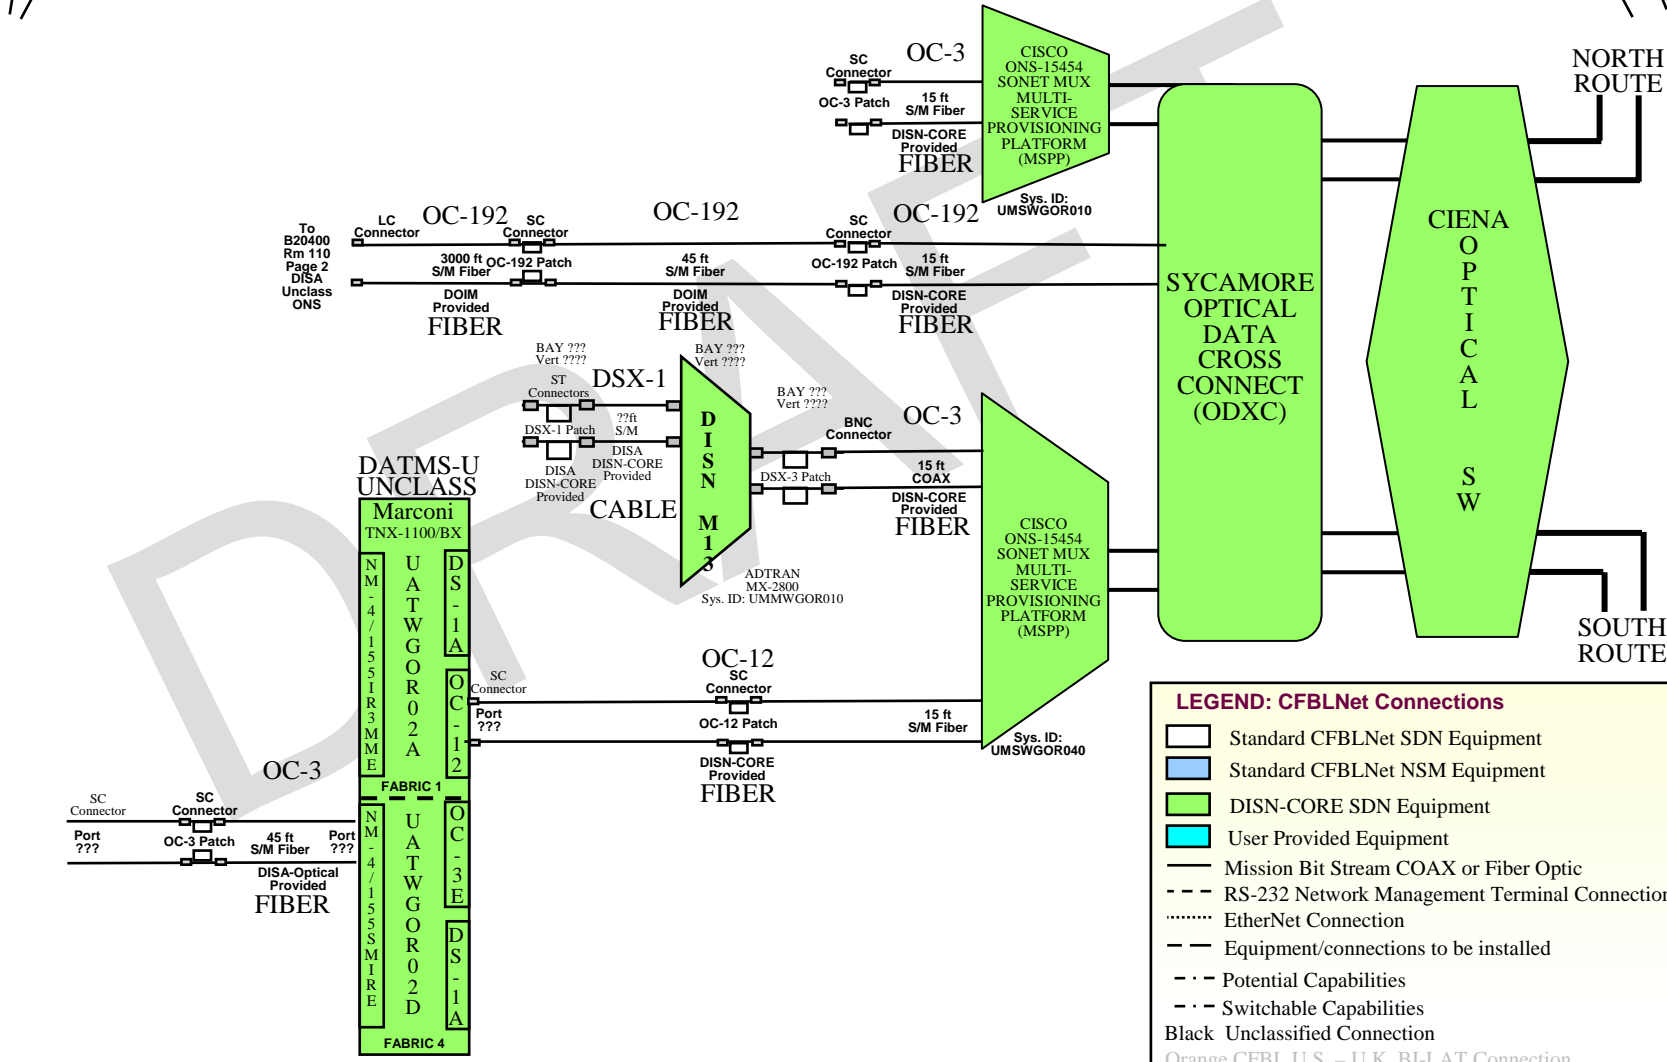 DRAFT
SC
Connector
OC-3
OC-3 Patch
15 ft
S/M Fiber
DISN-CORE
Provided
FIBER
CISCO
ONS-15454
SONET MUX
MULTI-
SERVICE
PROVISIONING
PLATFORM
(MSPP)
Sys. ID:
UMSWGOR010
NORTH
ROUTE
To
B20400
Rm 110
Page 2
DISA
Unclass
ONS
LC
Connector
OC-192
SC
Connector
3000 ft
S/M Fiber
OC-192 Patch
DOIM
Provided
FIBER
OC-192
45 ft
S/M Fiber
DOIM
Provided
FIBER
SC
Connector
OC-192
OC-192 Patch
15 ft
S/M Fiber
DISN-CORE
Provided
FIBER
SYCAMORE
OPTICAL
DATA
CROSS
CONNECT
(ODXC)
CIENA
OPTICAL
SW
BAY ???
Vert ????
ST
Connectors
DSX-1
DSX-1 Patch
??ft
S/M
DISA
DISN-CORE
Provided
DISA
DISN-CORE
Provided
CABLE
BAY ???
Vert ????
DISN M13
ADTRAN
MX-2800
Sys. ID: UMMWGOR010
BAY ???
Vert ????
BNC
Connector
OC-3
DSX-3 Patch
15 ft
COAX
DISN-CORE
Provided
FIBER
CISCO
ONS-15454
SONET MUX
MULTI-
SERVICE
PROVISIONING
PLATFORM
(MSPP)
Sys. ID:
UMSWGOR040
SOUTH
ROUTE
DATMS-U
UNCLASS
Marconi
TNX-1100/BX
NM-4/155IR3MME
UATWGOR02A
DS-1A
OC-12
FABRIC 1
NM-4/155SMIRE
UATWGOR02D
OC-3E
DS-1A
FABRIC 4
SC
Connector
Port
???
OC-12
SC
Connector
OC-12 Patch
DISN-CORE
Provided
FIBER
15 ft
S/M Fiber
OC-3
SC
Connector
SC
Connector
Port
???
OC-3 Patch
45 ft
S/M Fiber
Port
???
DISA-Optical
Provided
FIBER
LEGEND: CFBLNet Connections
Standard CFBLNet SDN Equipment
Standard CFBLNet NSM Equipment
DISN-CORE SDN Equipment
User Provided Equipment
Mission Bit Stream COAX or Fiber Optic
RS-232 Network Management Terminal Connection
EtherNet Connection
Equipment/connections to be installed
Potential Capabilities
Switchable Capabilities
Black Unclassified Connection
Orange CFBL U.S. – U.K. BI-LAT Connection